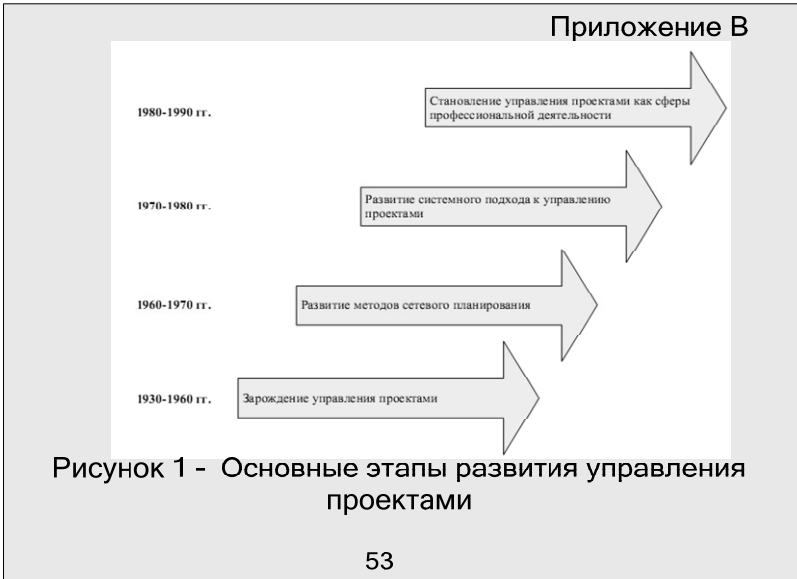 Приложение В
1980-1990 гг.
Становление управления проектами как сферы
профессиональной деятельности
1970-1980 гг.
Развитие системного подхода к управлению
проектами
1960-1970 гг.
Развитие методов сетевого планирования
1930-1960 гг.
Зарождение управления проектами
Рисунок 1 - Основные этапы развития управления
проектами
53